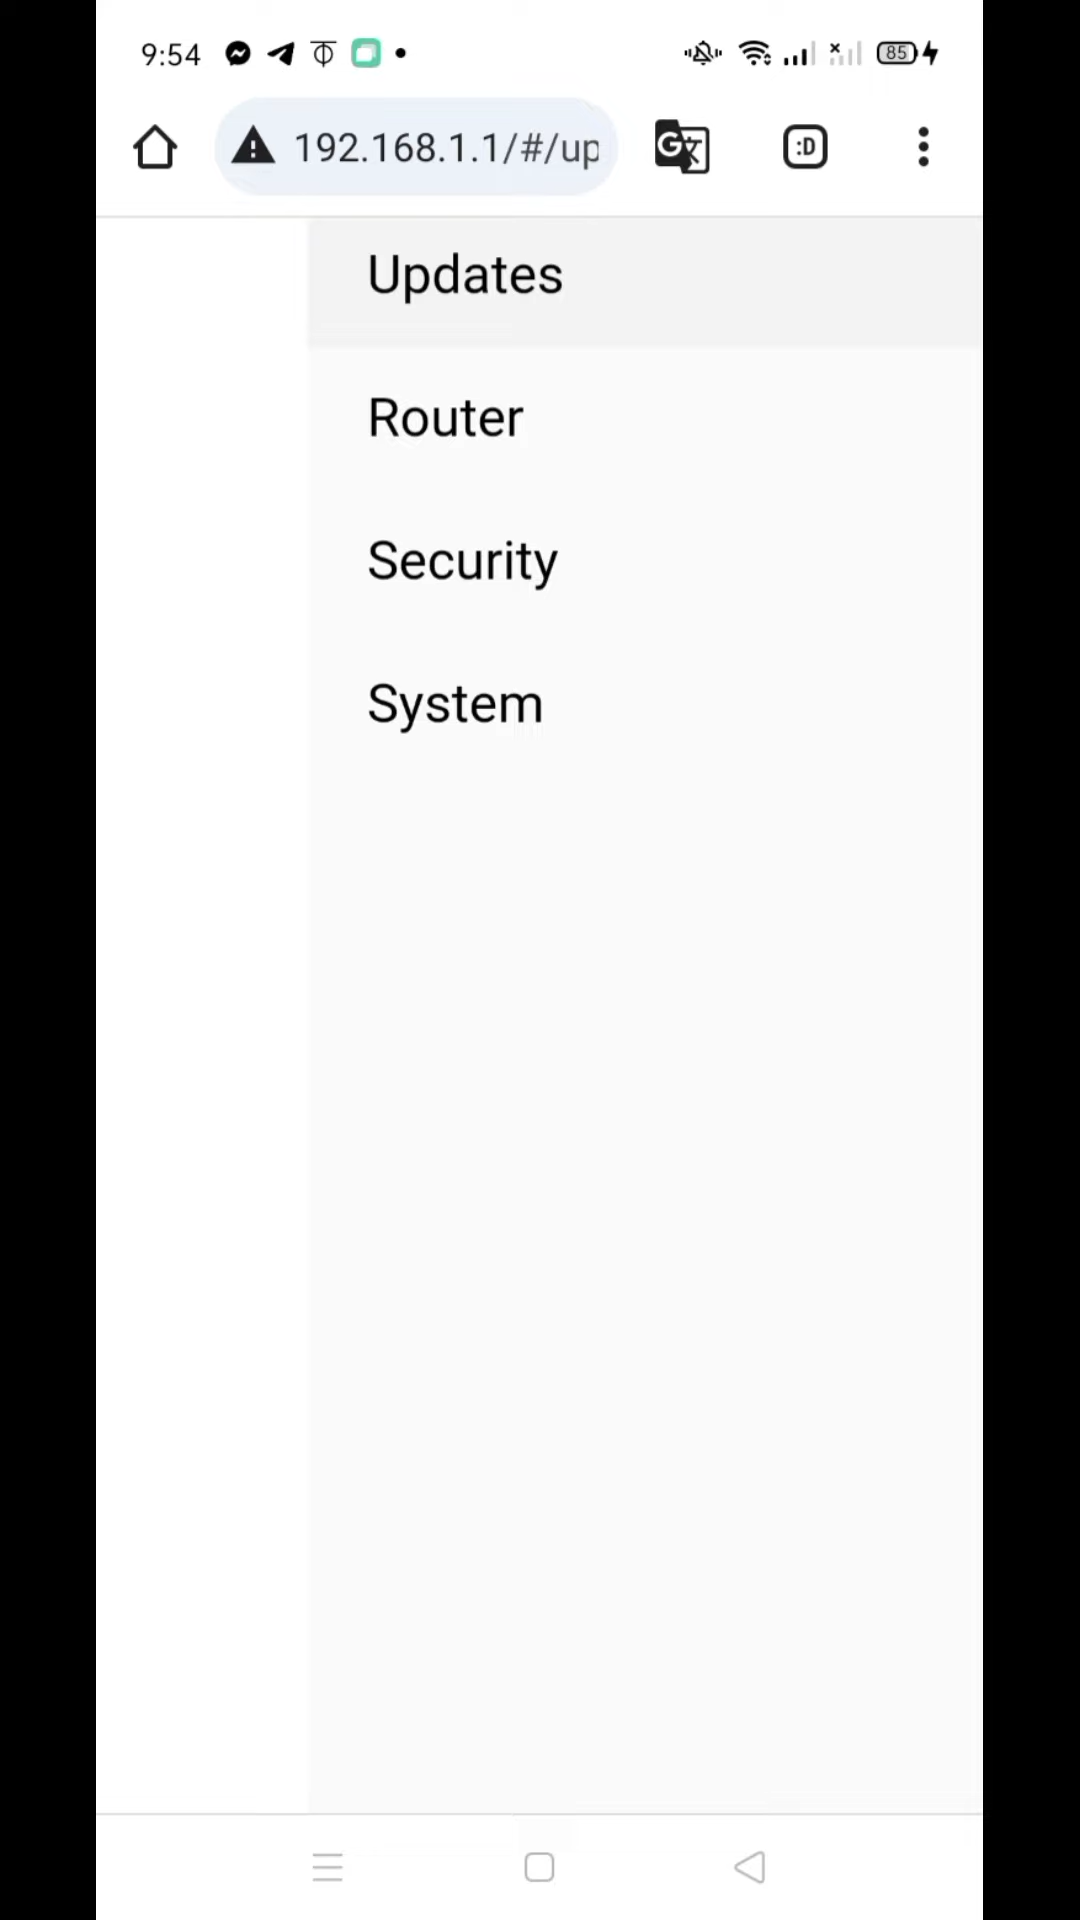 9:54
85
192.168.1.1/#/up
:D
Updates
Router
Security
System